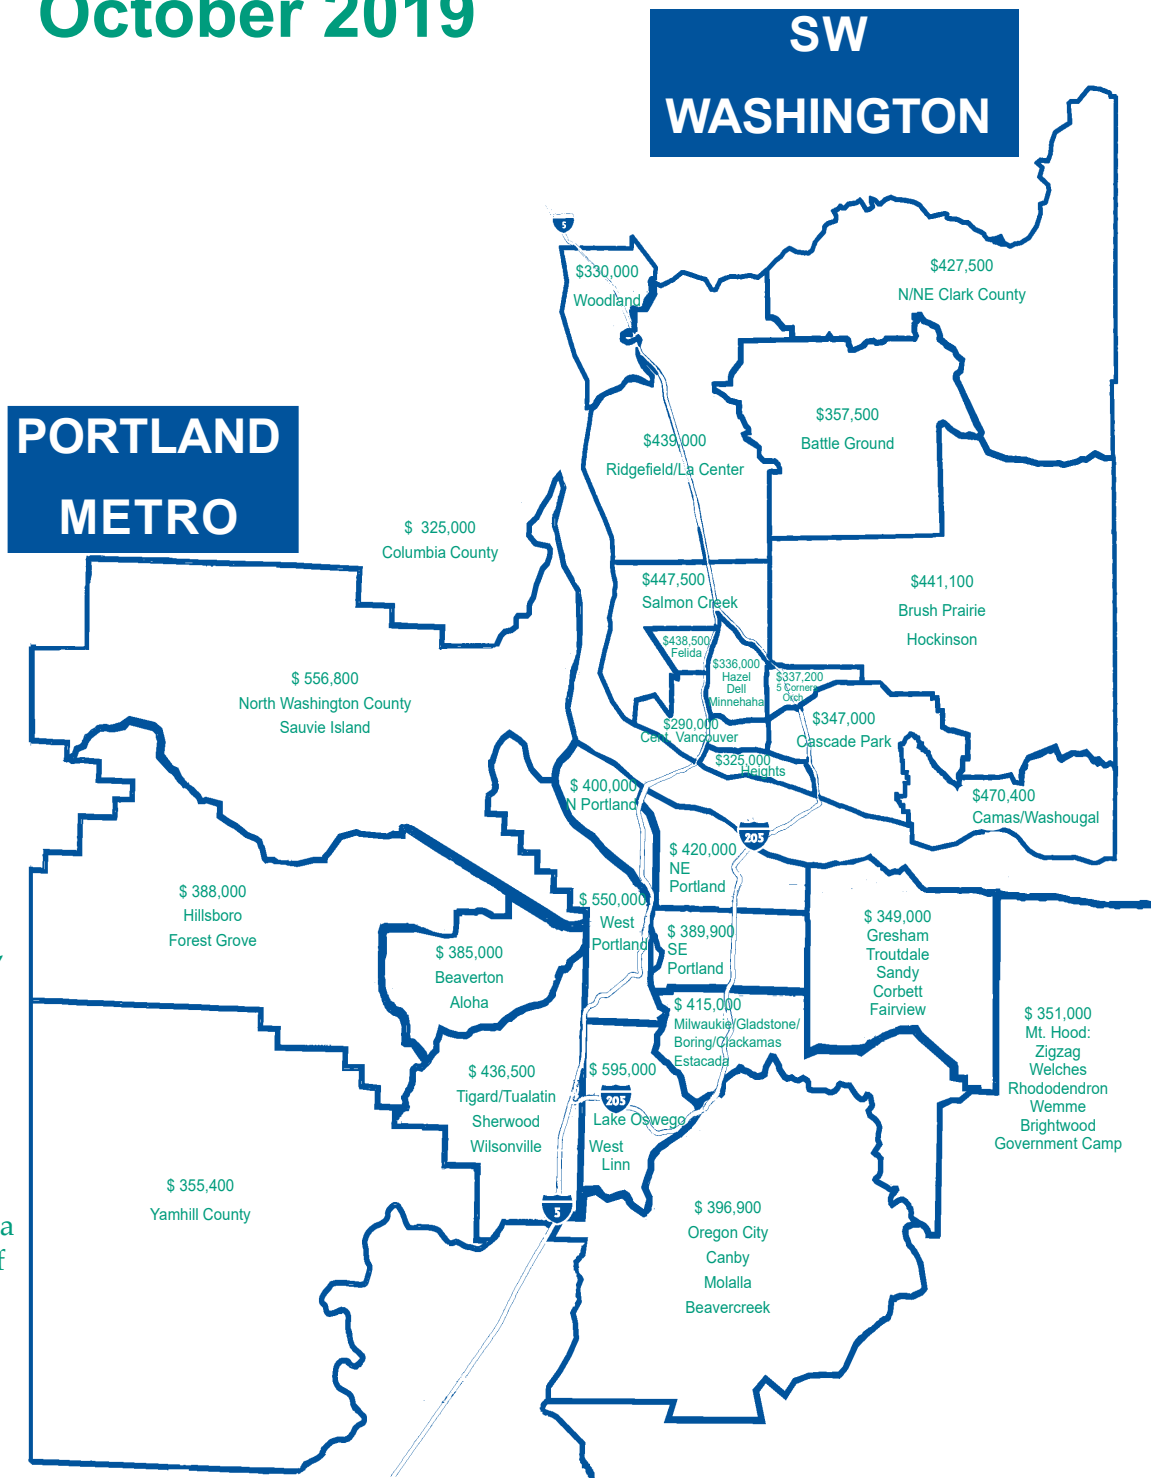 October 2019
SW
WASHINGTON
5
$330,000
Woodland
$427,500
N/NE Clark County
$357,500
Battle Ground
$439,000
Ridgefield/La Center
PORTLAND
METRO
$ 325,000
Columbia County
$447,500
Salmon Creek
$441,100
Brush Prairie
Hockinson
$438,500
Felida
$336,000
Hazel
Dell
Minnehaha
$337,200
5 Corners
Orch
$ 556,800
North Washington County
Sauvie Island
$290,000
Cent. Vancouver
$347,000
Cascade Park
$325,000
Heights
$470,400
Camas/Washougal
$ 400,000
N Portland
205
$ 420,000
NE
Portland
$ 388,000
Hillsboro
Forest Grove
$ 550,000
West
Portland
$ 389,900
SE
Portland
$ 349,000
Gresham
Troutdale
Sandy
Corbett
Fairview
$ 385,000
Beaverton
Aloha
$ 415,000
Milwaukie/Gladstone/
Boring/Clackamas
Estacada
$ 351,000
Mt. Hood:
Zigzag
Welches
Rhododendron
Wemme
Brightwood
Government Camp
$ 436,500
Tigard/Tualatin
Sherwood
Wilsonville
$ 595,000
205
Lake Oswego
West
Linn
$ 355,400
Yamhill County
5
$ 396,900
Oregon City
Canby
Molalla
Beavercreek
a
f